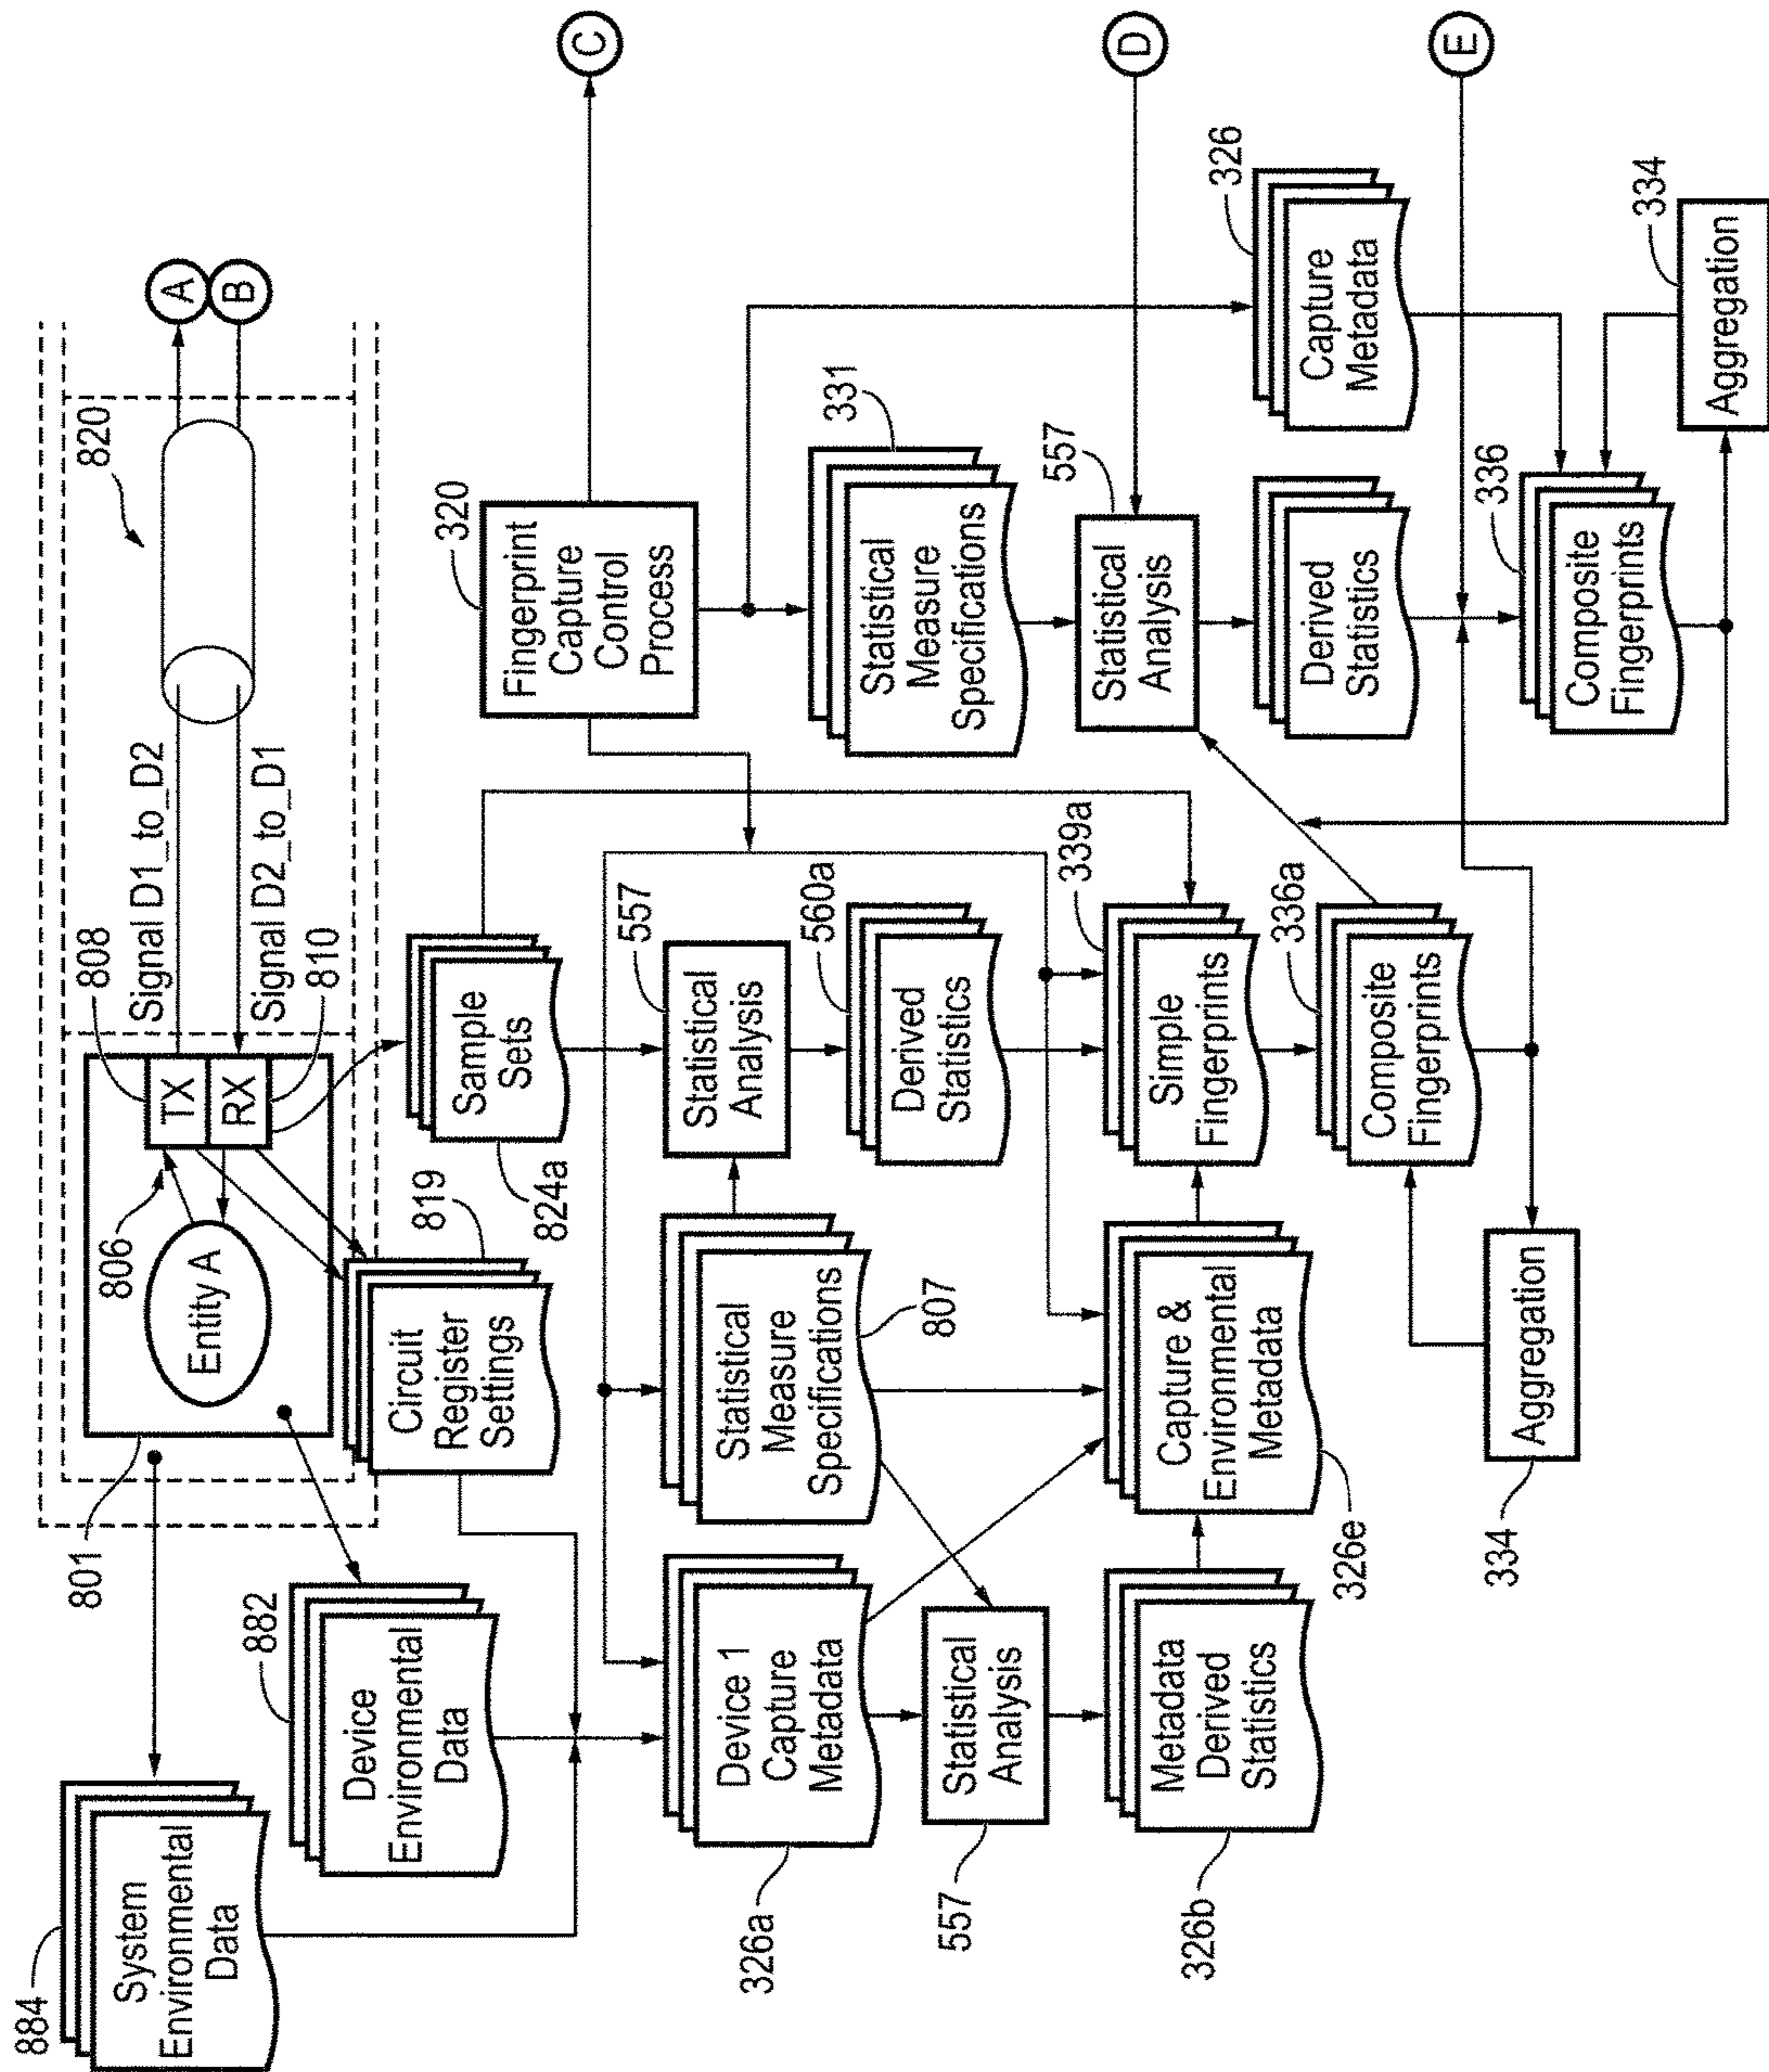 884
System
Environmental
Data
882
Device
Environmental
Data
801
Entity A
806
TX
RX
808
810
Signal D1_to_D2
Signal D2_to_D1
820
A
B
Circuit
Register
Settings
819
Sample
Sets
824a
320
Fingerprint
Capture
Control
Process
C
326a
Device 1
Capture
Metadata
Statistical
Measure
Specifications
807
557
Statistical
Analysis
560a
Derived
Statistics
331
Statistical
Measure
Specifications
557
Statistical
Analysis
557
Statistical
Analysis
D
326b
Metadata
Derived
Statistics
326e
Capture &
Environmental
Metadata
339a
Simple
Fingerprints
Derived
Statistics
326
Capture
Metadata
336a
Composite
Fingerprints
E
336
Composite
Fingerprints
334
Aggregation
334
Aggregation